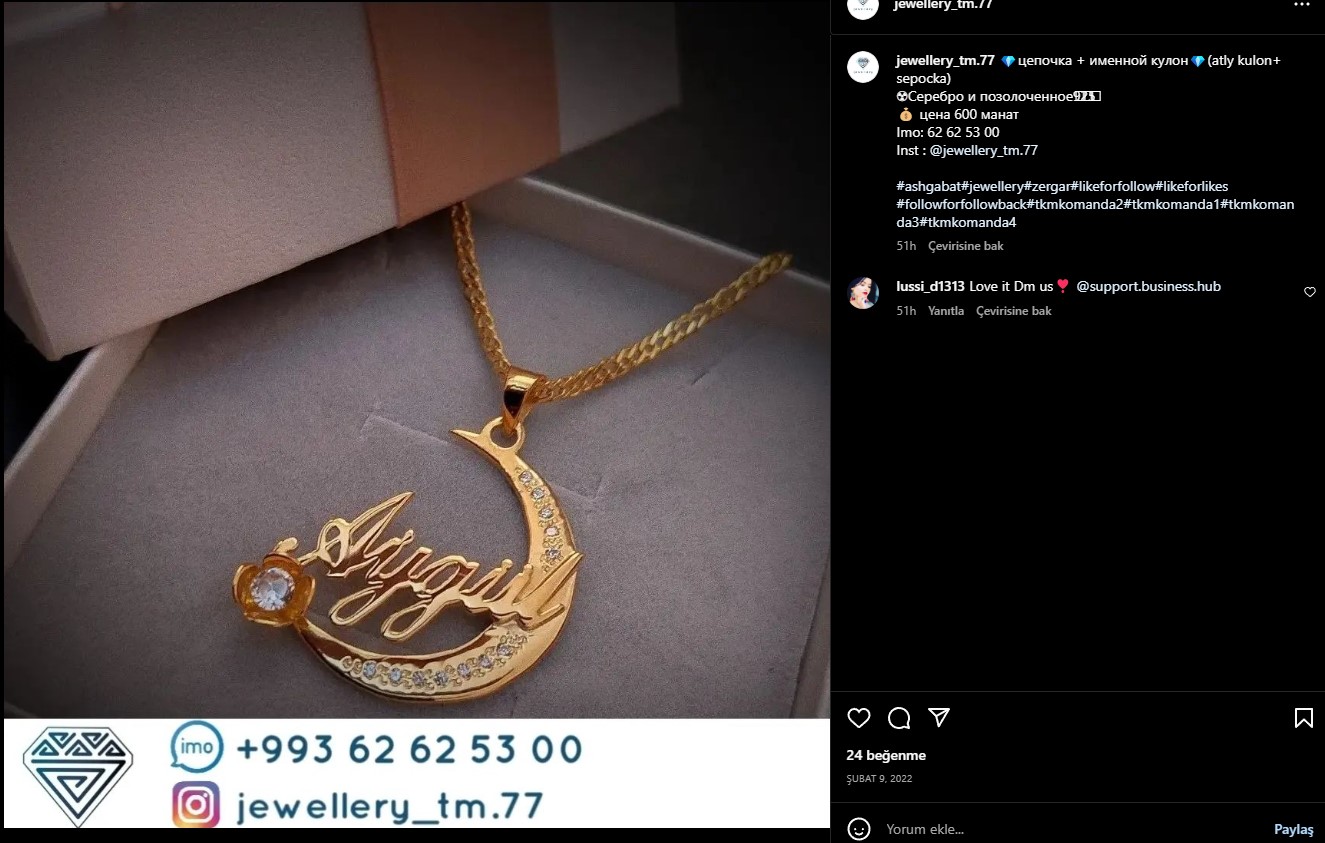 Aygul
imo
+993 62 62 53 00
jewellery_tm.77
jewellery_tm.77
jewellery_tm.77 💎цепочка + именной кулон💎(atly kulon+
sepocka)
☢Серебро и позолоченное925
💰 цена 600 манат
Imo: 62 62 53 00
Inst : @jewellery_tm.77
#ashgabat#jewellery#zergar#likeforfollow#likeforlikes
#followforfollowback#tkmkomanda2#tkmkomanda1#tkmkoman
da3#tkmkomanda4
51h Çevirisine bak
lussi_d1313 Love it Dm us❣ @support.business.hub
51h Yanıtla Çevirisine bak
24 beğenme
ŞUBAT 9, 2022
Yorum ekle...
Paylaş